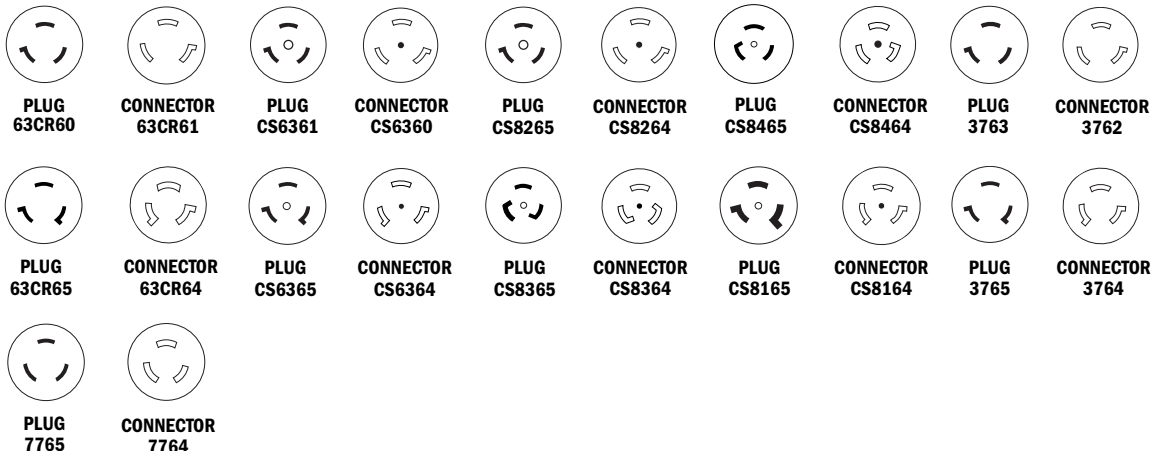 PLUG
63CR60
CONNECTOR
63CR61
PLUG
CS6361
CONNECTOR
CS6360
PLUG
CS8265
CONNECTOR
CS8264
PLUG
CS8465
CONNECTOR
CS8464
PLUG
3763
CONNECTOR
3762
PLUG
63CR65
CONNECTOR
63CR64
PLUG
CS6365
CONNECTOR
CS6364
PLUG
CS8365
CONNECTOR
CS8364
PLUG
CS8165
CONNECTOR
CS8164
PLUG
3765
CONNECTOR
3764
PLUG
7765
CONNECTOR
7764